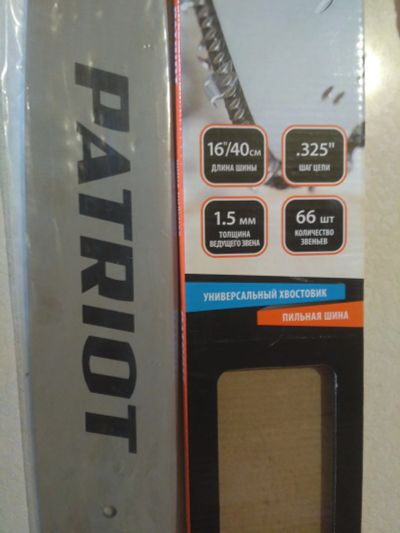 PATRIOT
16"/40см
ДЛИНА ШИНЫ
.325"
ШАГ ЦЕПИ
1.5 мм
ТОЛЩИНА
ВЕДУЩЕГО ЗВЕНА
66 шт
КОЛИЧЕСТВО
ЗВЕНЬЕВ
УНИВЕРСАЛЬНЫЙ ХВОСТОВИК
ПИЛЬНАЯ ШИНА